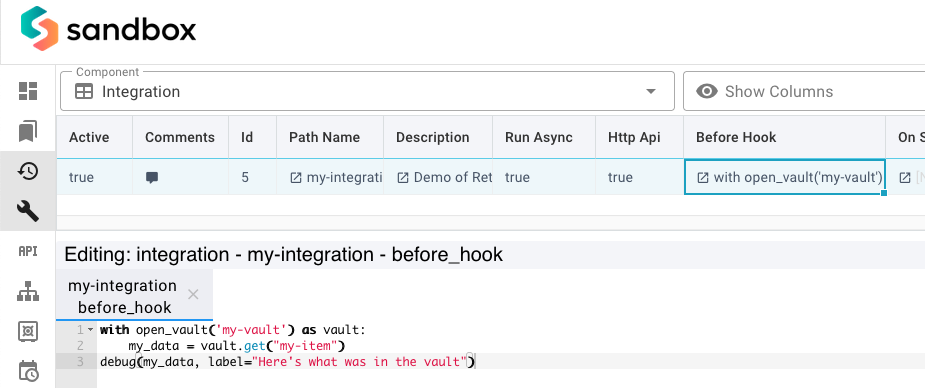 sandbox
Component
Integration
Show Columns
Active Comments Id Path Name Description Run Async Http Api Before Hook On S
true 5 my-integrati Demo of Ret true true with open_vault('my-vault')
API
Editing: integration - my-integration - before_hook
my-integration
before_hook
1 with open_vault('my-vault') as vault:
2 my_data = vault.get("my-item")
3 debug(my_data, label="Here's what was in the vault")